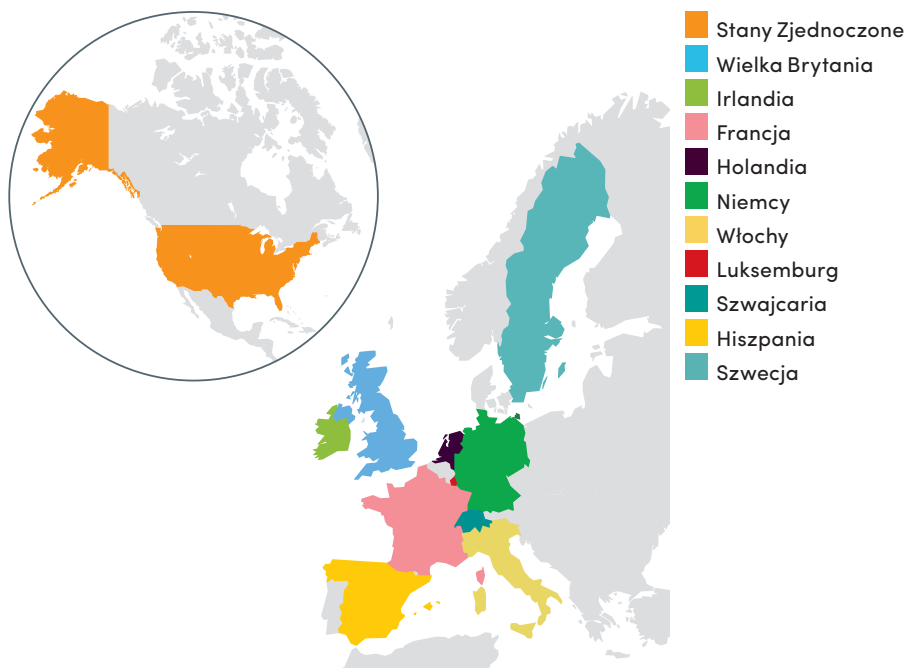 Stany Zjednoczone
Wielka Brytania
Irlandia
Francja
Holandia
Niemcy
Włochy
Luksemburg
Szwajcaria
Hiszpania
Szwecja